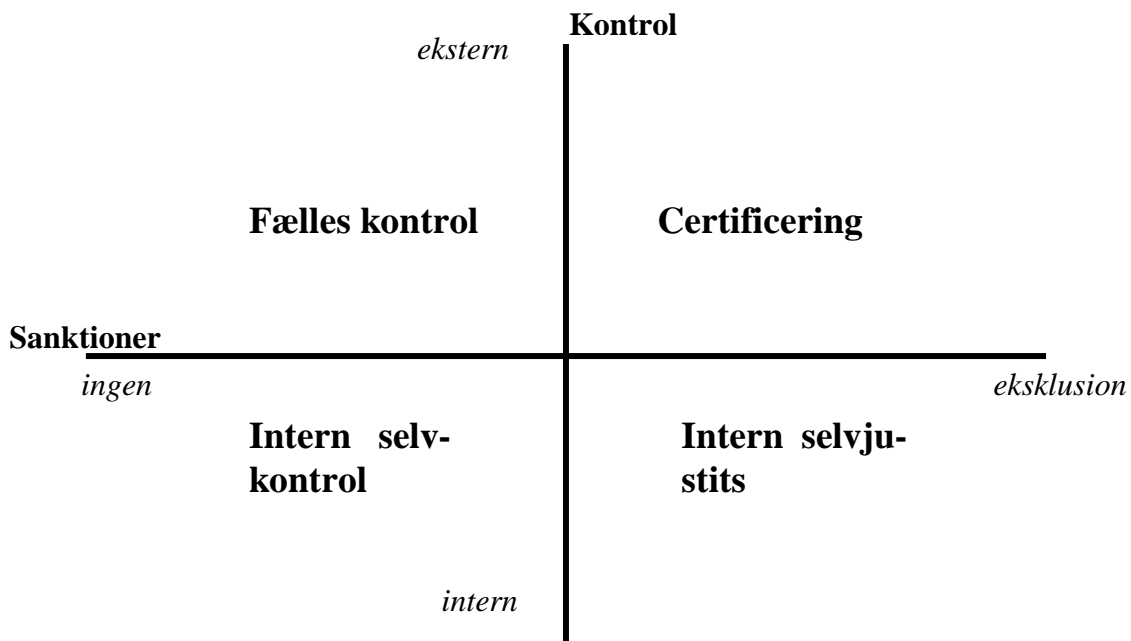 Kontrol
ekstern
Fælles kontrol
Certificering
Sanktioner
ingen
eksklusion
Intern selv-
kontrol
Intern selvju-
stits
intern